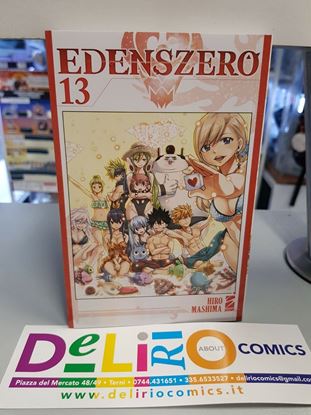 EDENSZERO
13
HIRO
MASHIMA
DeLiRiO
ABOUT
COMICS
Piazza del Mercato 48/49 • Terni • 0744.431651 335.6533527 deliriocomics@gmail.com
www.deliriocomics.it